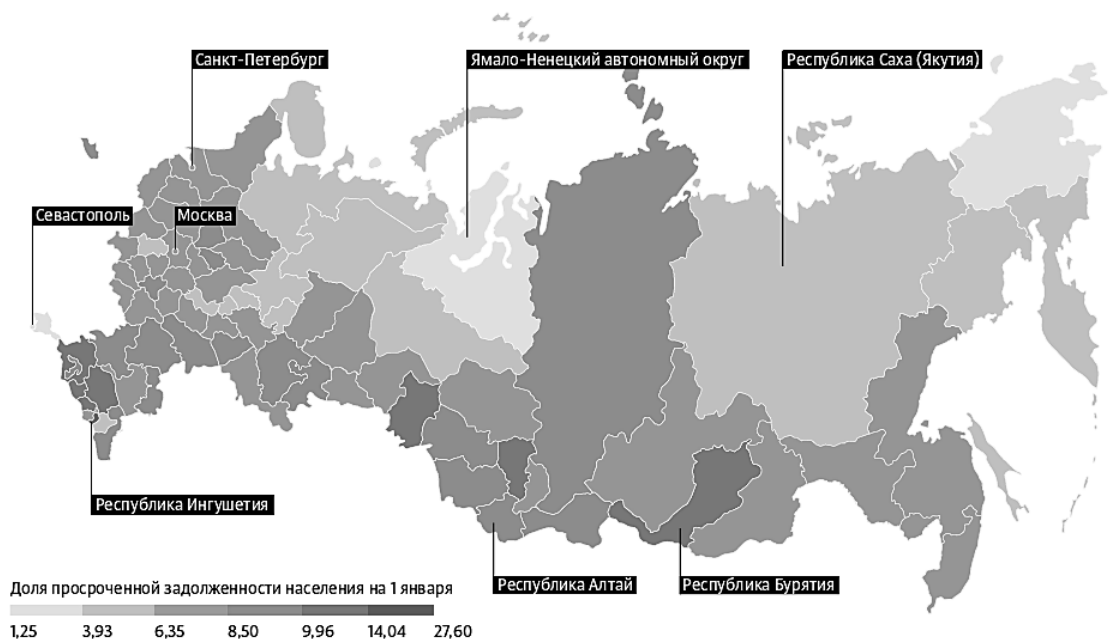 Санкт-Петербург
Ямало-Ненецкий автономный округ
Республика Саха (Якутия)
Севастополь
Москва
Республика Ингушетия
Республика Алтай
Республика Бурятия
Доля просроченной задолженности населения на 1 января
1,25 3,93 6,35 8,50 9,96 14,04 27,60